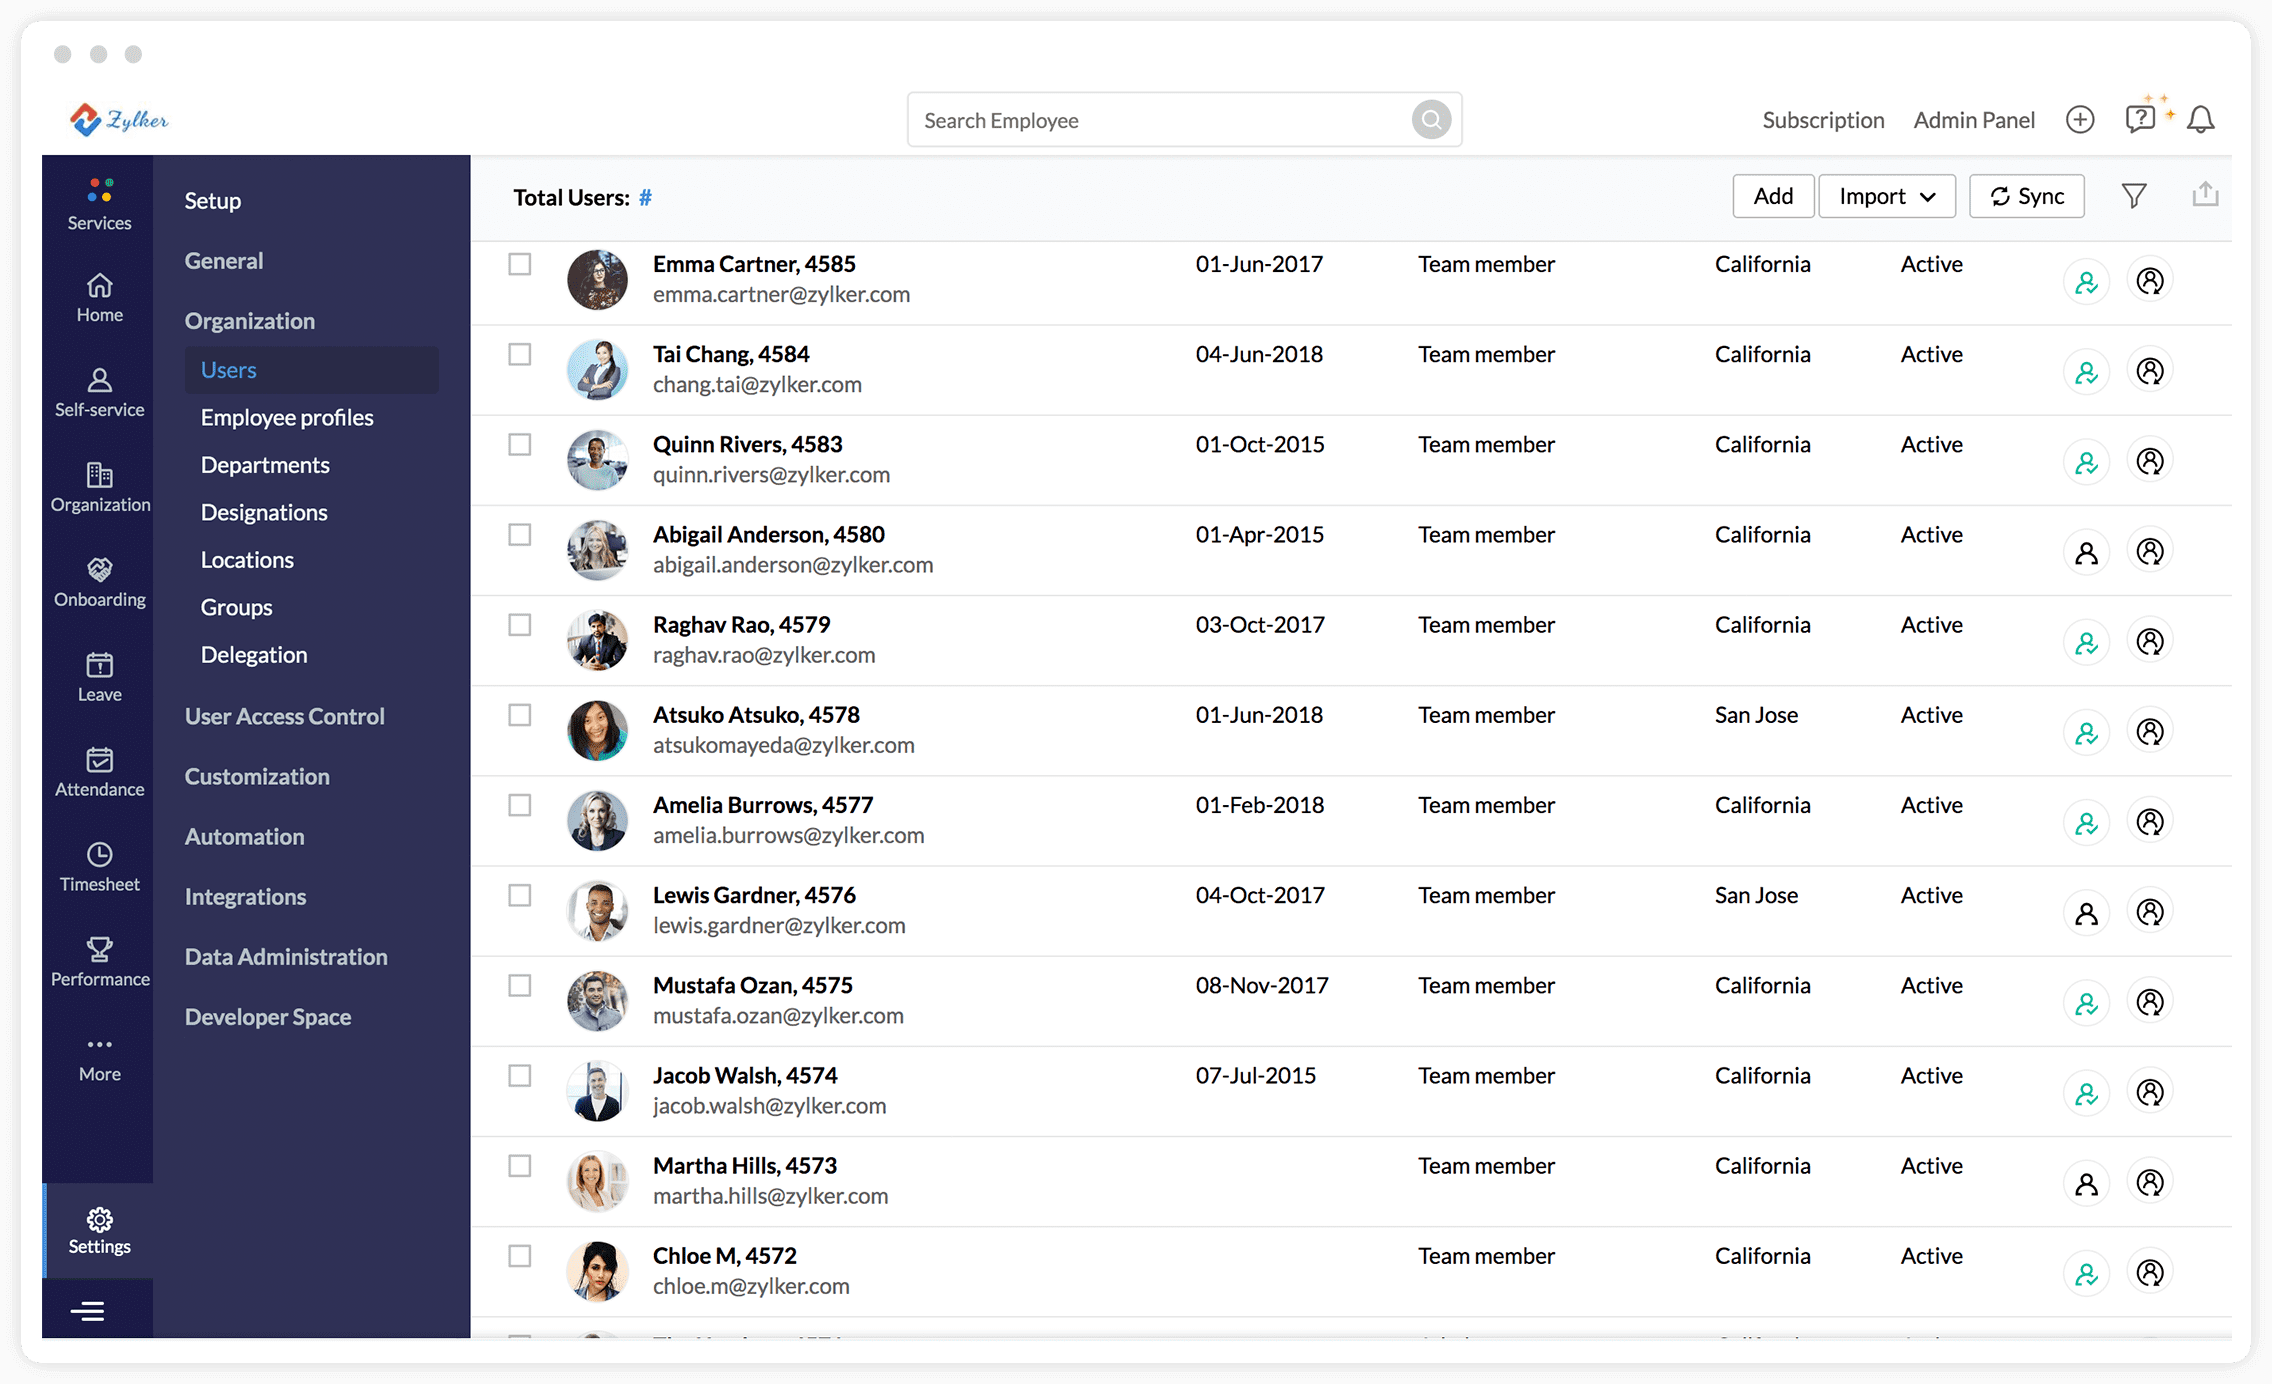 Zylker
Search Employee
Subscription
Admin Panel
Services
Home
Self-service
Organization
Onboarding
Leave
Attendance
Timesheet
Performance
More
Settings
Setup
General
Organization
Users
Employee profiles
Departments
Designations
Locations
Groups
Delegation
User Access Control
Customization
Automation
Integrations
Data Administration
Developer Space
Total Users: #
Add
Import
Sync
Emma Cartner, 4585 01-Jun-2017 Team member California Active
emma.cartner@zylker.com
Tai Chang, 4584 04-Jun-2018 Team member California Active
chang.tai@zylker.com
Quinn Rivers, 4583 01-Oct-2015 Team member California Active
quinn.rivers@zylker.com
Abigail Anderson, 4580 01-Apr-2015 Team member California Active
abigail.anderson@zylker.com
Raghav Rao, 4579 03-Oct-2017 Team member California Active
raghav.rao@zylker.com
Atsuko Atsuko, 4578 01-Jun-2018 Team member San Jose Active
atsukomayeda@zylker.com
Amelia Burrows, 4577 01-Feb-2018 Team member California Active
amelia.burrows@zylker.com
Lewis Gardner, 4576 04-Oct-2017 Team member San Jose Active
lewis.gardner@zylker.com
Mustafa Ozan, 4575 08-Nov-2017 Team member California Active
mustafa.ozan@zylker.com
Jacob Walsh, 4574 07-Jul-2015 Team member California Active
jacob.walsh@zylker.com
Martha Hills, 4573 Team member California Active
martha.hills@zylker.com
Chloe M, 4572 Team member California Active
chloe.m@zylker.com